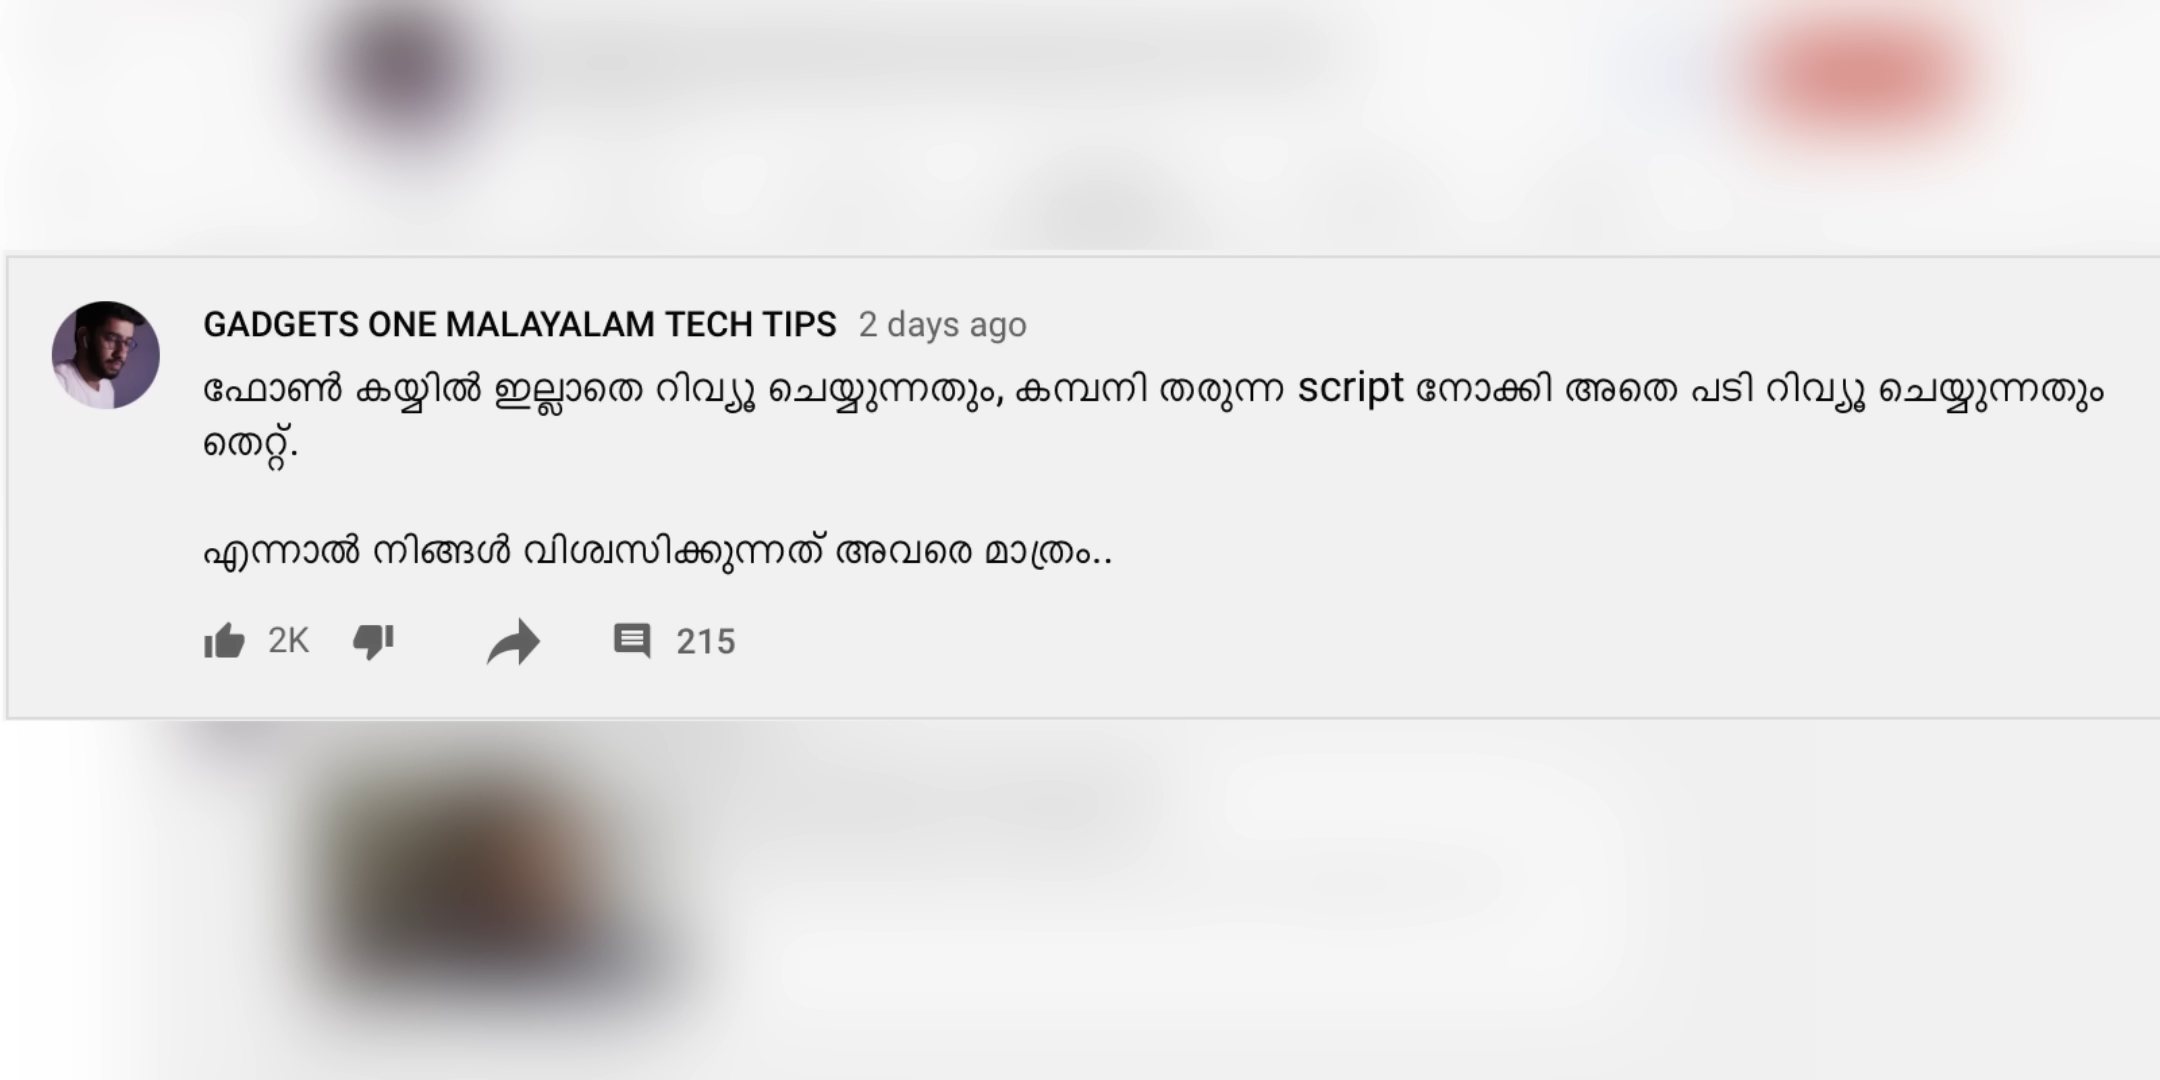 GADGETS ONE MALAYALAM TECH TIPS 2 days ago
ഫോൺ കയ്യിൽ ഇല്ലാതെ റിവ്യൂ ചെയ്യുന്നതും, കമ്പനി തരുന്ന script നോക്കി അതെ പടി റിവ്യൂ ചെയ്യുന്നതും
തെറ്റ്.
എന്നാൽ നിങ്ങൾ വിശ്വസിക്കുന്നത് അവരെ മാത്രം..
2K 215